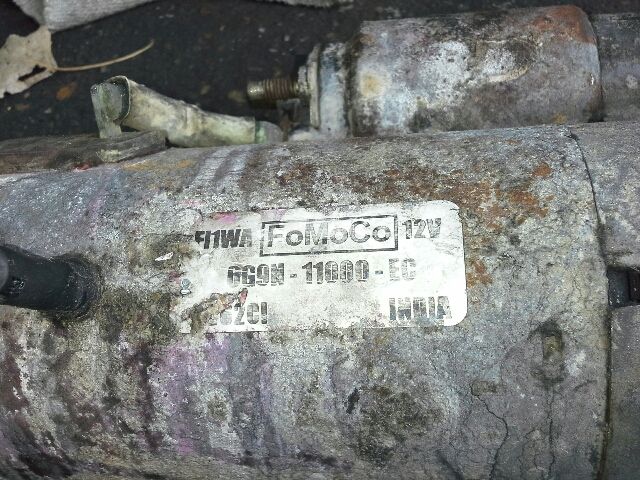 FoMoCo 12V
6G9N-11000-EC
INDIA